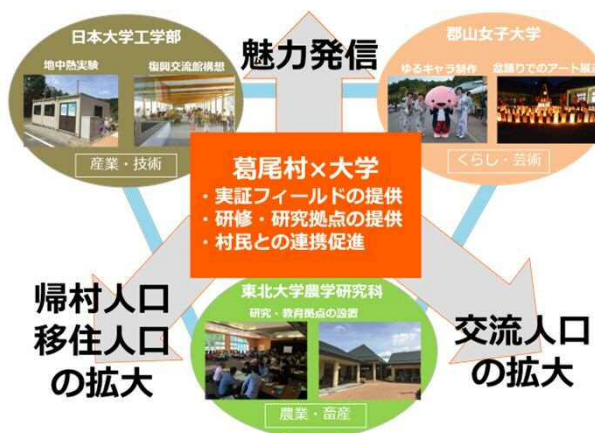 日本大学工学部
地中熱実験
復興交流館構想
産業・技術
魅力発信
郡山女子大学
ゆるキャラ制作
盆踊りでのアート展示
くらし・芸術
葛尾村×大学
・実証フィールドの提供
・研修・研究拠点の提供
・村民との連携促進
帰村人口
移住人口
の拡大
東北大学農学研究科
研究・教育拠点の設置
農業・畜産
交流人口
の拡大